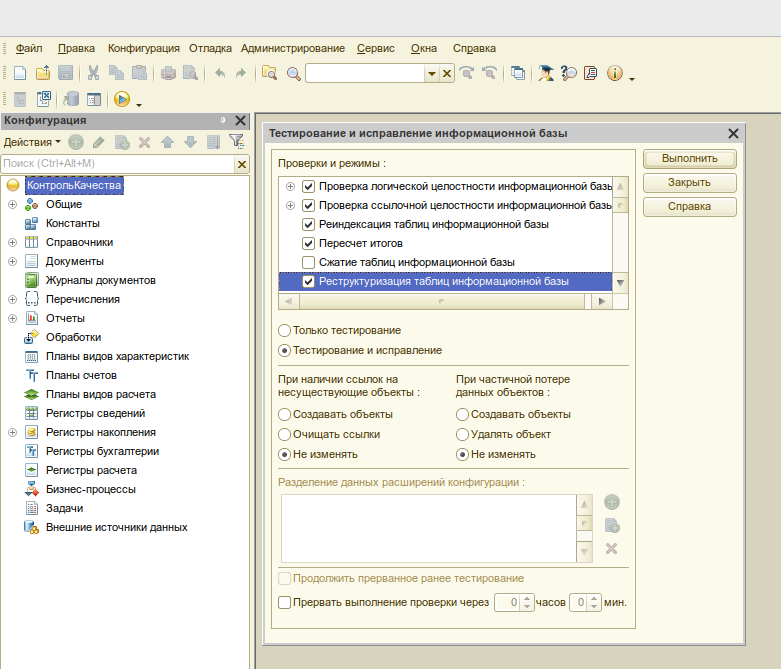 Файл Правка Конфигурация Отладка Администрирование Сервис Окна Справка
Конфигурация
Действия
Поиск (Ctrl+Alt+M)
КонтрольКачества
Общие
Константы
Справочники
Документы
Журналы документов
Перечисления
Отчеты
Обработки
Планы видов характеристик
Планы счетов
Планы видов расчета
Регистры сведений
Регистры накопления
Регистры бухгалтерии
Регистры расчета
Бизнес-процессы
Задачи
Внешние источники данных
Тестирование и исправление информационной базы
Проверки и режимы :
Проверка логической целостности информационной базы
Проверка ссылочной целостности информационной базы
Реиндексация таблиц информационной базы
Пересчет итогов
Сжатие таблиц информационной базы
Реструктуризация таблиц информационной базы
Выполнить
Закрыть
Справка
Только тестирование
Тестирование и исправление
При наличии ссылок на
несуществующие объекты :
Создавать объекты
Очищать ссылки
Не изменять
При частичной потере
данных объектов :
Создавать объекты
Удалять объект
Не изменять
Разделение данных расширений конфигурации :
Продолжить прерванное ранее тестирование
Прервать выполнение проверки через 0 часов 0 мин.